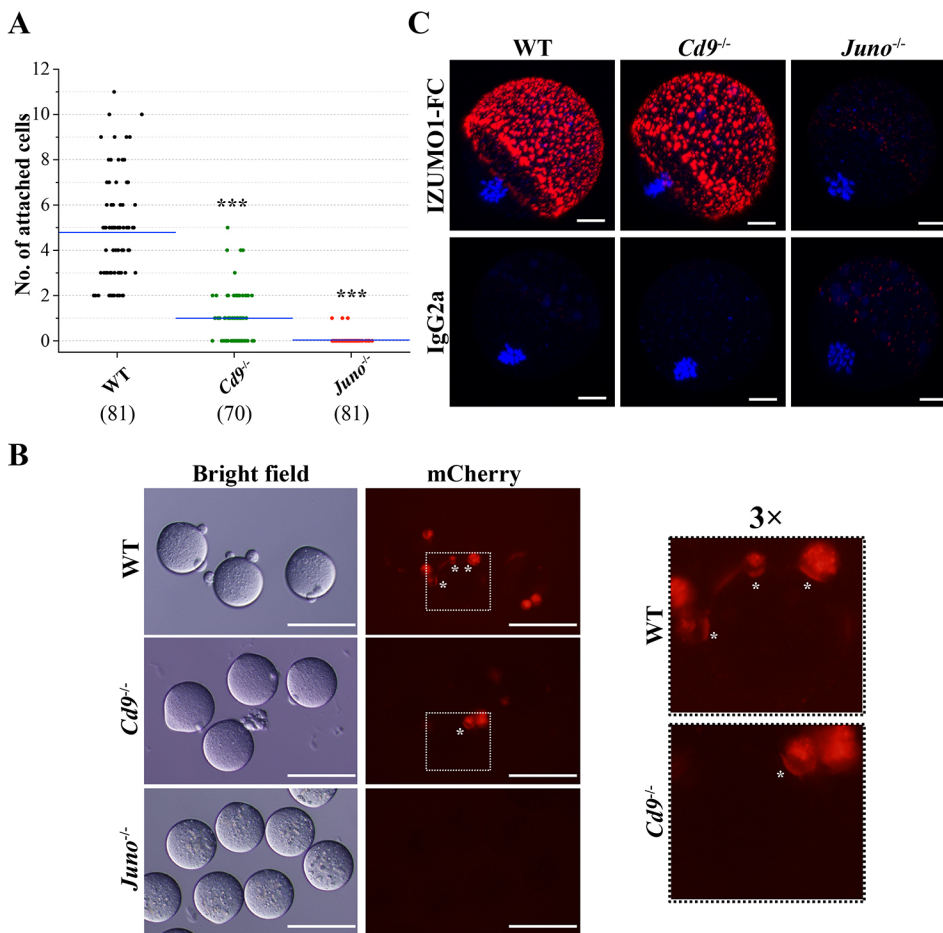 A
No. of attached cells
12
10
8
6
4
2
0
***
***
WT
Cd9-/-
Juno-/-
(81)
(70)
(81)
C
WT
Cd9-/-
Juno-/-
IZUMO1-FC
IgG2a
B
Bright field
mCherry
3×
WT
* * *
Cd9-/-
*
Juno-/-
WT
* * *
Cd9-/-
*